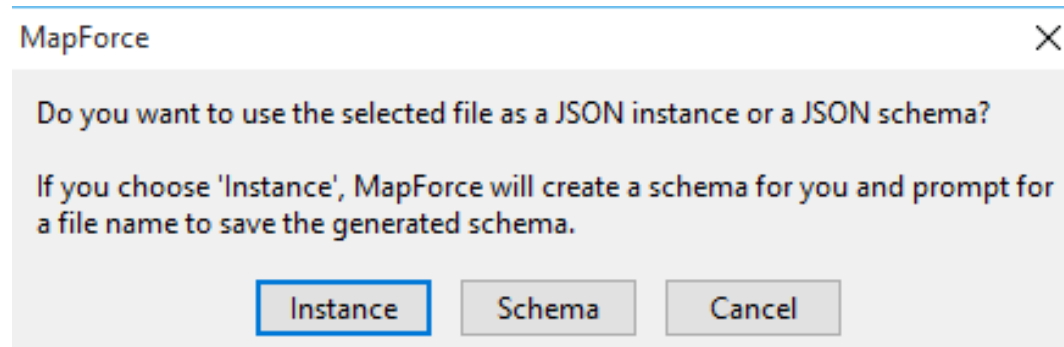 MapForce
Do you want to use the selected file as a JSON instance or a JSON schema?
If you choose 'Instance', MapForce will create a schema for you and prompt for
a file name to save the generated schema.
Instance Schema Cancel